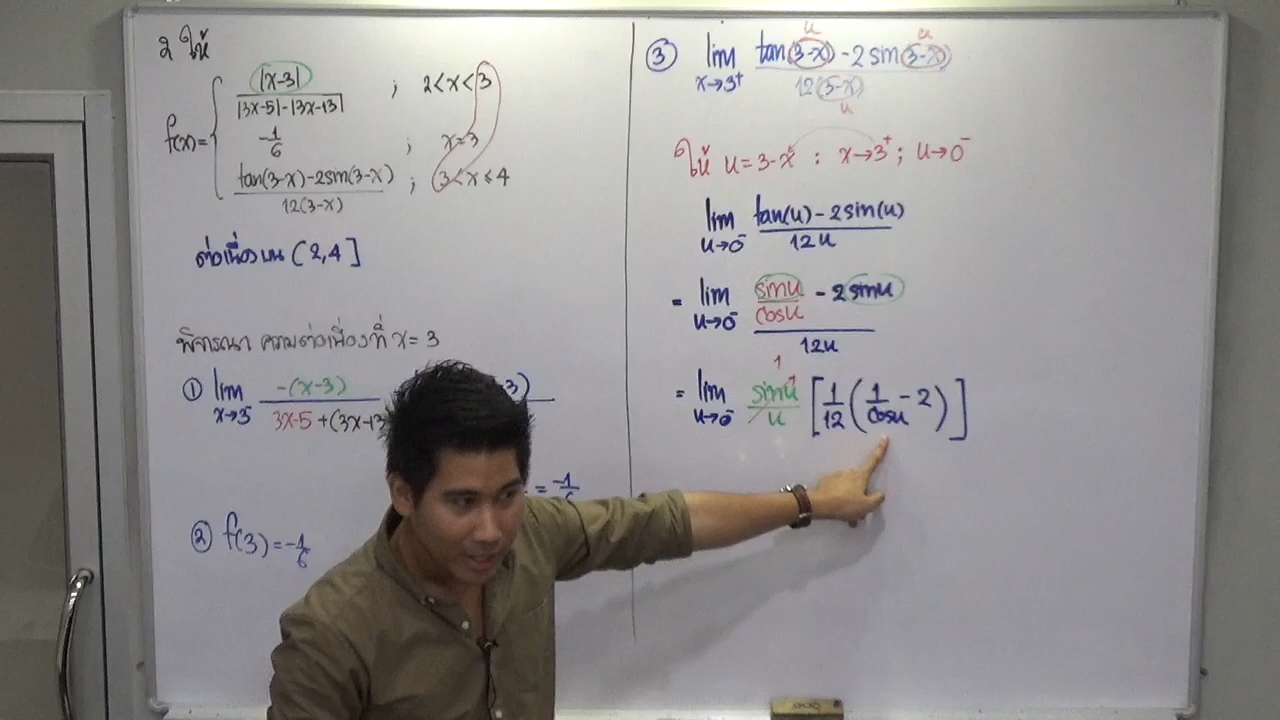 2 ให้
f(x)= { |x-3| / |3x-5|-|3x-13| ; 2<x<3
-1/6 ; x=3
tan(3-x)-2sin(3-x) / 12(3-x) ; 3<x≤4
ต่อเนื่องบน (2,4]
พิจารณา ความต่อเนื่องที่ x=3
① lim x→3⁻ -(x-3) / 3x-5+(3x-13
3)
= -1/6
② f(3)=-1/6
③ lim x→3⁺ tan(3-x)-2sin(3-x) / 12(3-x)
u u u
ให้ u=3-x : x→3⁺ ; u→0⁻
lim u→0⁻ tan(u)-2sin(u) / 12u
= lim u→0⁻ sinu/cosu - 2sinu / 12u
= lim u→0⁻ sinu/u 1 [1/12 (1/cosu - 2)]